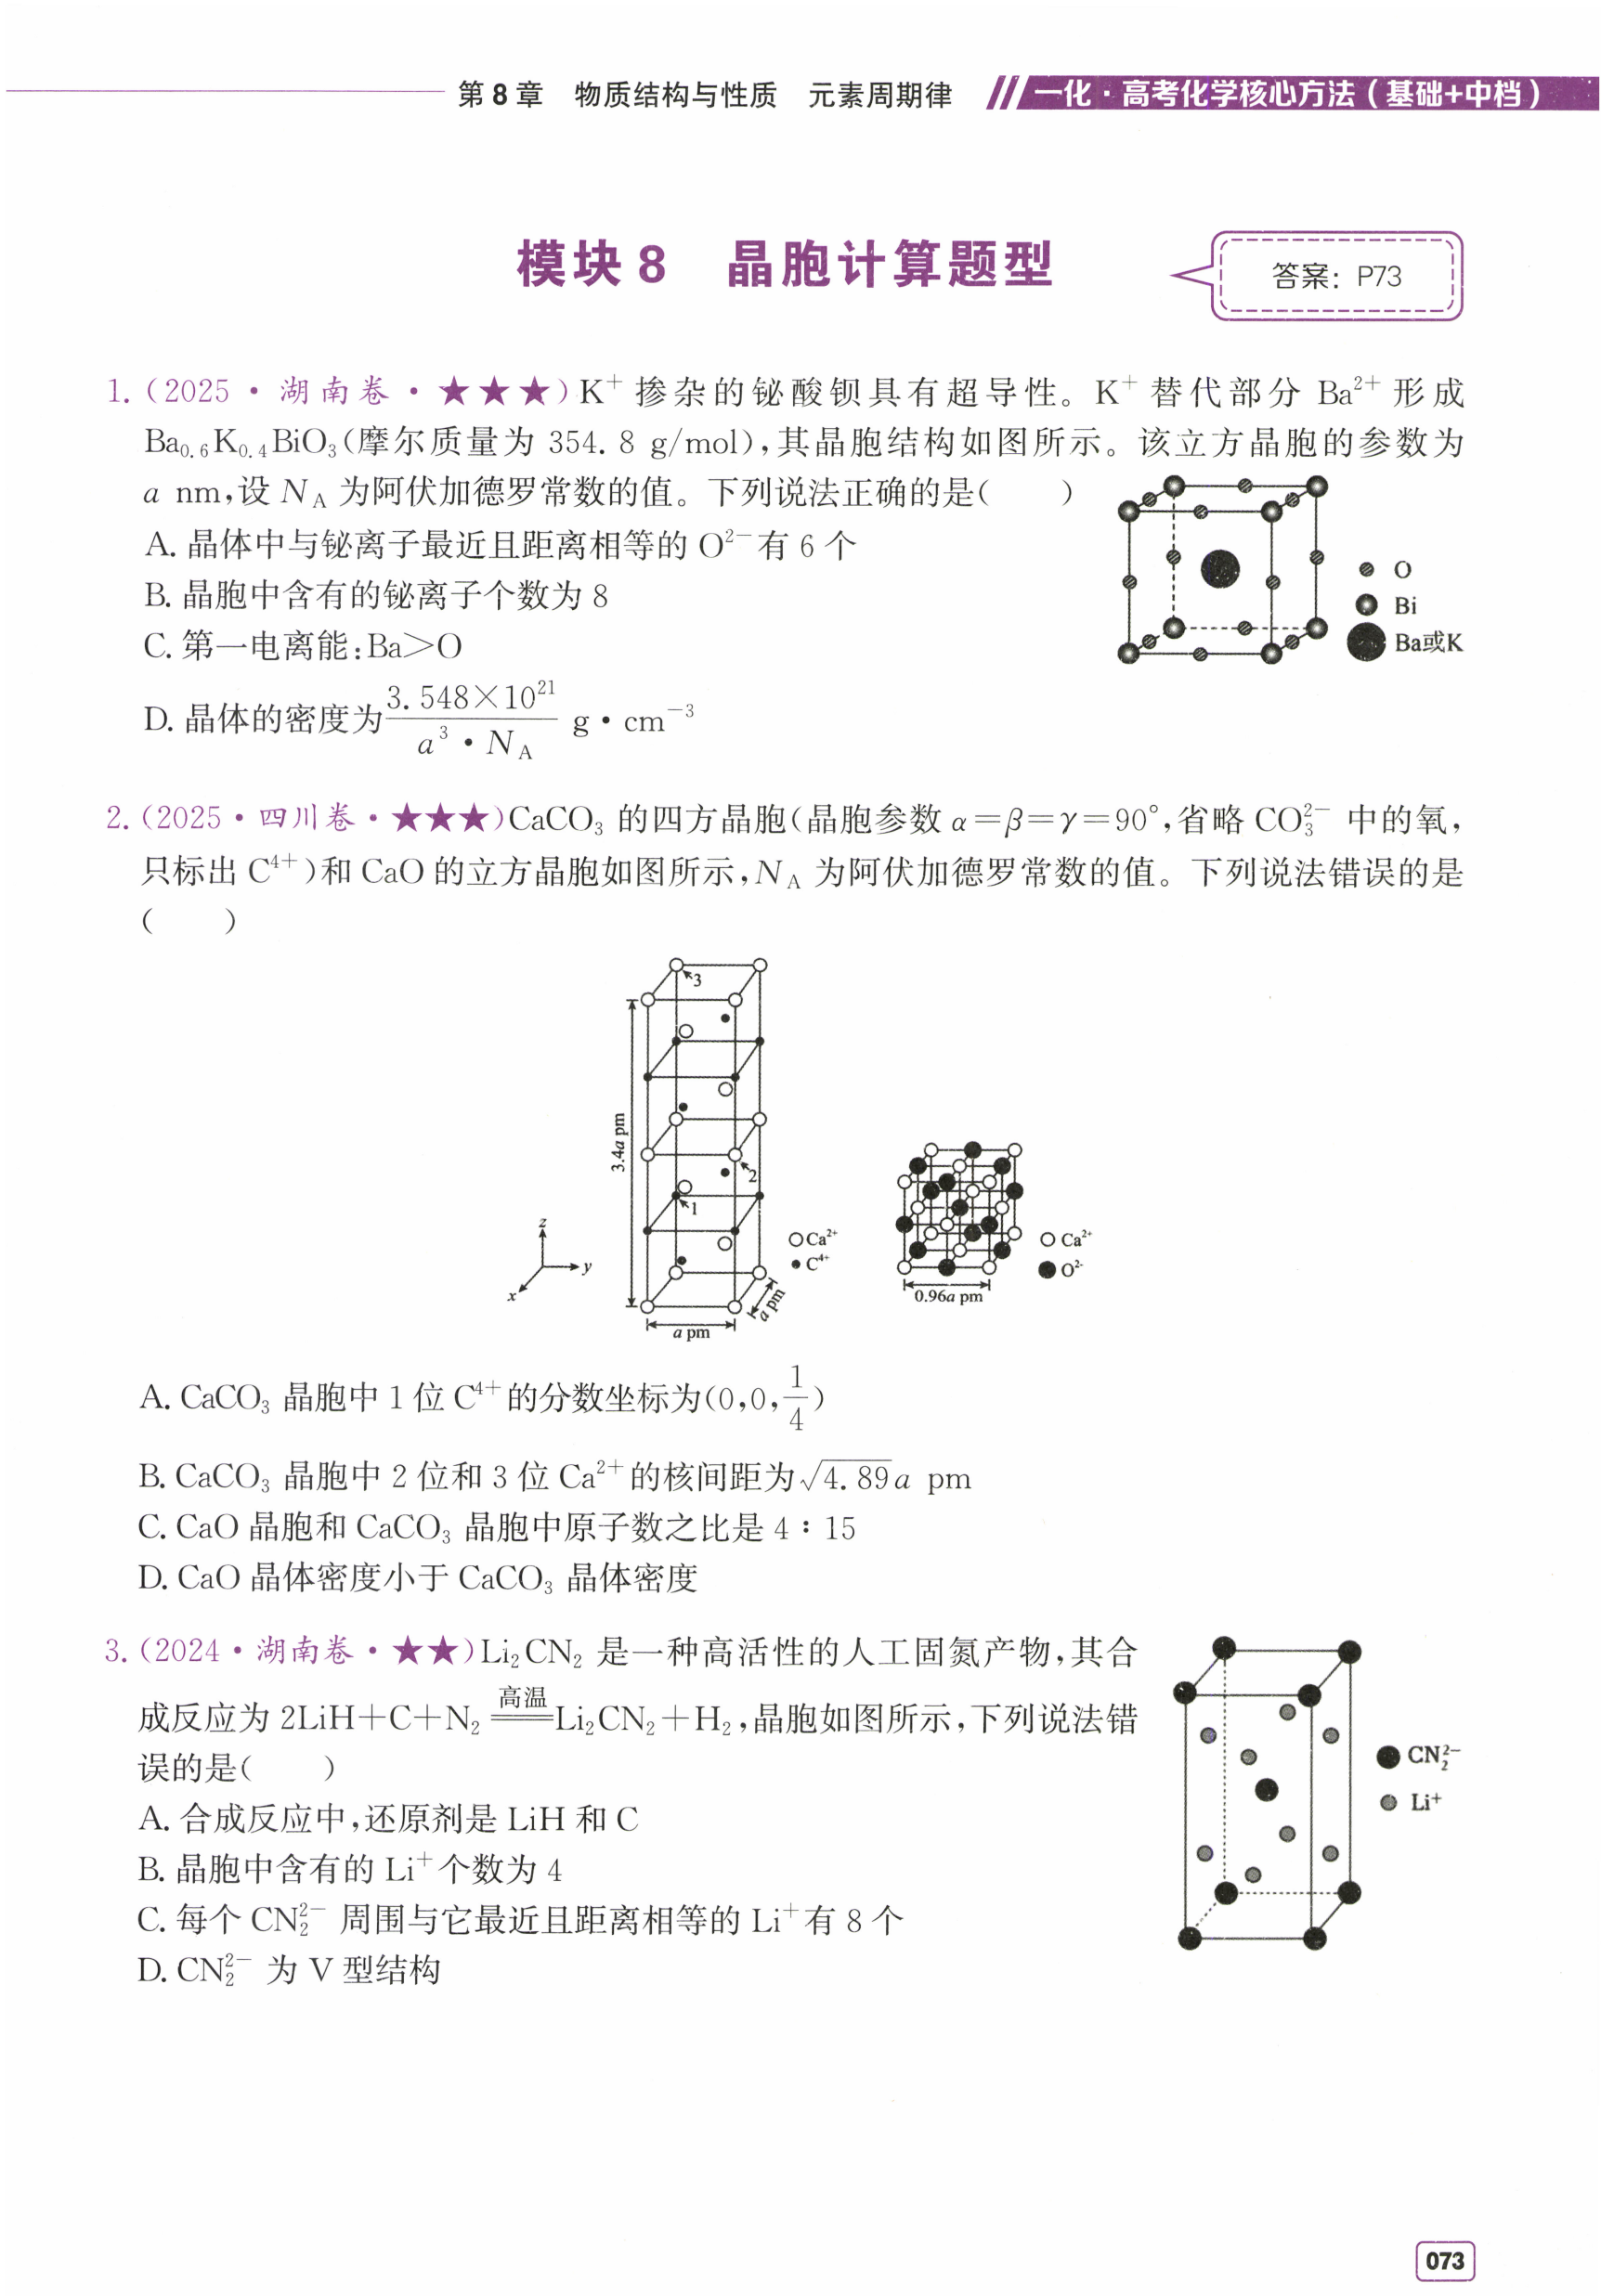 第8章 物质结构与性质 元素周期律 一化·高考化学核心方法(基础+中档)
模块8 晶胞计算题型
答案: P73
1.(2025·湖南卷·★★★)K⁺掺杂的铋酸钡具有超导性。K⁺替代部分Ba²⁺形成
Ba₀.₆K₀.₄BiO₃(摩尔质量为354.8 g/mol),其晶胞结构如图所示。该立方晶胞的参数为
a nm,设N_A为阿伏加德罗常数的值。下列说法正确的是( )
A. 晶体中与铋离子最近且距离相等的O²⁻有6个
B. 晶胞中含有的铋离子个数为8
C. 第一电离能:Ba>O
D. 晶体的密度为 3.548×10²¹/(a³·N_A) g·cm⁻³
O
Bi
Ba或K
2.(2025·四川卷·★★★)CaCO₃的四方晶胞(晶胞参数α=β=γ=90°,省略CO₃²⁻中的氧,
只标出C⁴⁺)和CaO的立方晶胞如图所示,N_A为阿伏加德罗常数的值。下列说法错误的是
( )
3
3.4a pm
2
1
z
y
x
Ca²⁺
C⁴⁺
a pm
a pm
Ca²⁺
O²⁻
0.96a pm
A. CaCO₃晶胞中1位C⁴⁺的分数坐标为(0,0,1/4)
B. CaCO₃晶胞中2位和3位Ca²⁺的核间距为√4.89a pm
C. CaO晶胞和CaCO₃晶胞中原子数之比是4:15
D. CaO晶体密度小于CaCO₃晶体密度
3.(2024·湖南卷·★★)Li₂CN₂是一种高活性的人工固氮产物,其合
成反应为2LiH+C+N₂ =高温= Li₂CN₂+H₂,晶胞如图所示,下列说法错
误的是( )
A. 合成反应中,还原剂是LiH和C
B. 晶胞中含有的Li⁺个数为4
C. 每个CN₂²⁻周围与它最近且距离相等的Li⁺有8个
D. CN₂²⁻为V型结构
CN₂²⁻
Li⁺
073